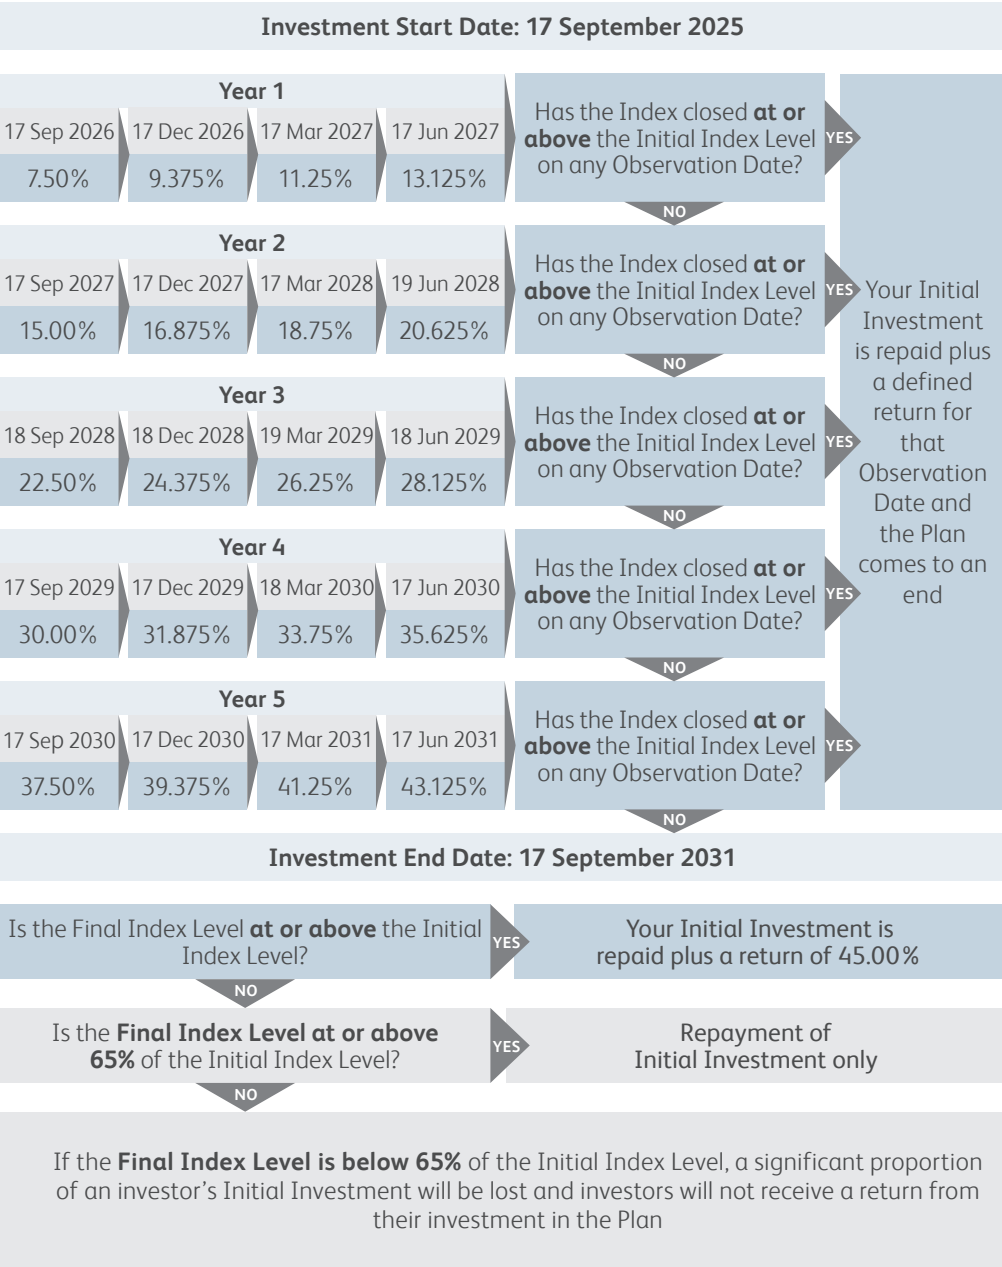 Investment Start Date: 17 September 2025
Year 1
17 Sep 2026 17 Dec 2026 17 Mar 2027 17 Jun 2027
7.50% 9.375% 11.25% 13.125%
Has the Index closed at or
above the Initial Index Level
on any Observation Date?
YES
NO
Year 2
17 Sep 2027 17 Dec 2027 17 Mar 2028 19 Jun 2028
15.00% 16.875% 18.75% 20.625%
Has the Index closed at or
above the Initial Index Level
on any Observation Date?
YES
NO
Year 3
18 Sep 2028 18 Dec 2028 19 Mar 2029 18 Jun 2029
22.50% 24.375% 26.25% 28.125%
Has the Index closed at or
above the Initial Index Level
on any Observation Date?
YES
NO
Year 4
17 Sep 2029 17 Dec 2029 18 Mar 2030 17 Jun 2030
30.00% 31.875% 33.75% 35.625%
Has the Index closed at or
above the Initial Index Level
on any Observation Date?
YES
NO
Year 5
17 Sep 2030 17 Dec 2030 17 Mar 2031 17 Jun 2031
37.50% 39.375% 41.25% 43.125%
Has the Index closed at or
above the Initial Index Level
on any Observation Date?
YES
NO
Your Initial
Investment
is repaid plus
a defined
return for
that
Observation
Date and
the Plan
comes to an
end
Investment End Date: 17 September 2031
Is the Final Index Level at or above the Initial
Index Level?
YES
Your Initial Investment is
repaid plus a return of 45.00%
NO
Is the Final Index Level at or above
65% of the Initial Index Level?
YES
Repayment of
Initial Investment only
NO
If the Final Index Level is below 65% of the Initial Index Level, a significant proportion
of an investor's Initial Investment will be lost and investors will not receive a return from
their investment in the Plan